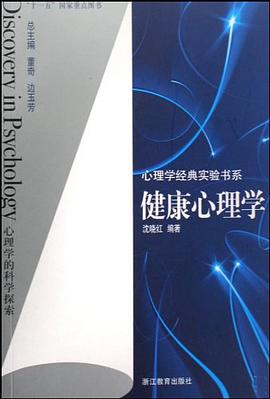 "十一五"国家重点图书
总主编 董奇 边玉芳
Discovery in Psychology
心理学的科学探索
心理学经典实验书系
健康心理学
沈晓红 编著
浙江教育出版社